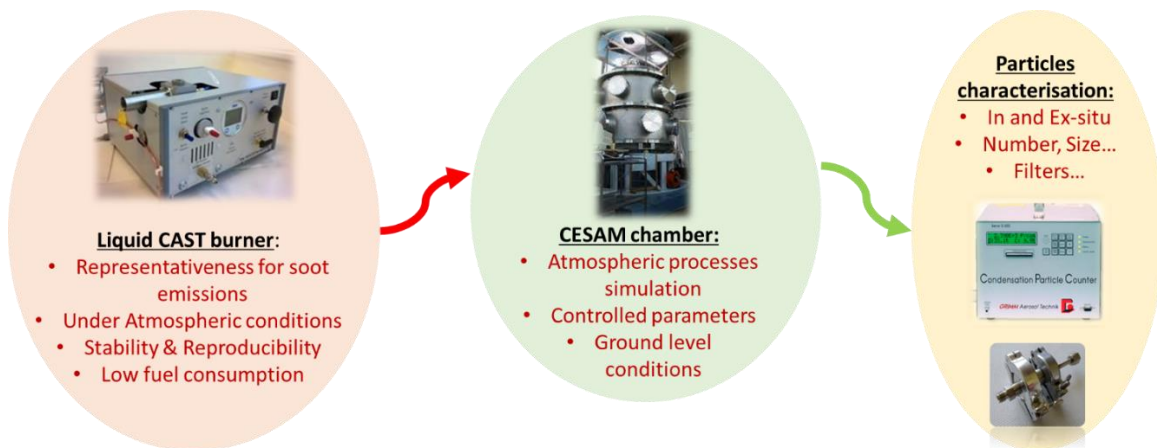 Liquid CAST burner:
• Representativeness for soot
emissions
• Under Atmospheric conditions
• Stability & Reproducibility
• Low fuel consumption
CESAM chamber:
• Atmospheric processes
simulation
• Controlled parameters
• Ground level
conditions
Particles
characterisation:
• In and Ex-situ
• Number, Size...
• Filters...
Condensation Particle Counter
GRIMM Aerosol Technik